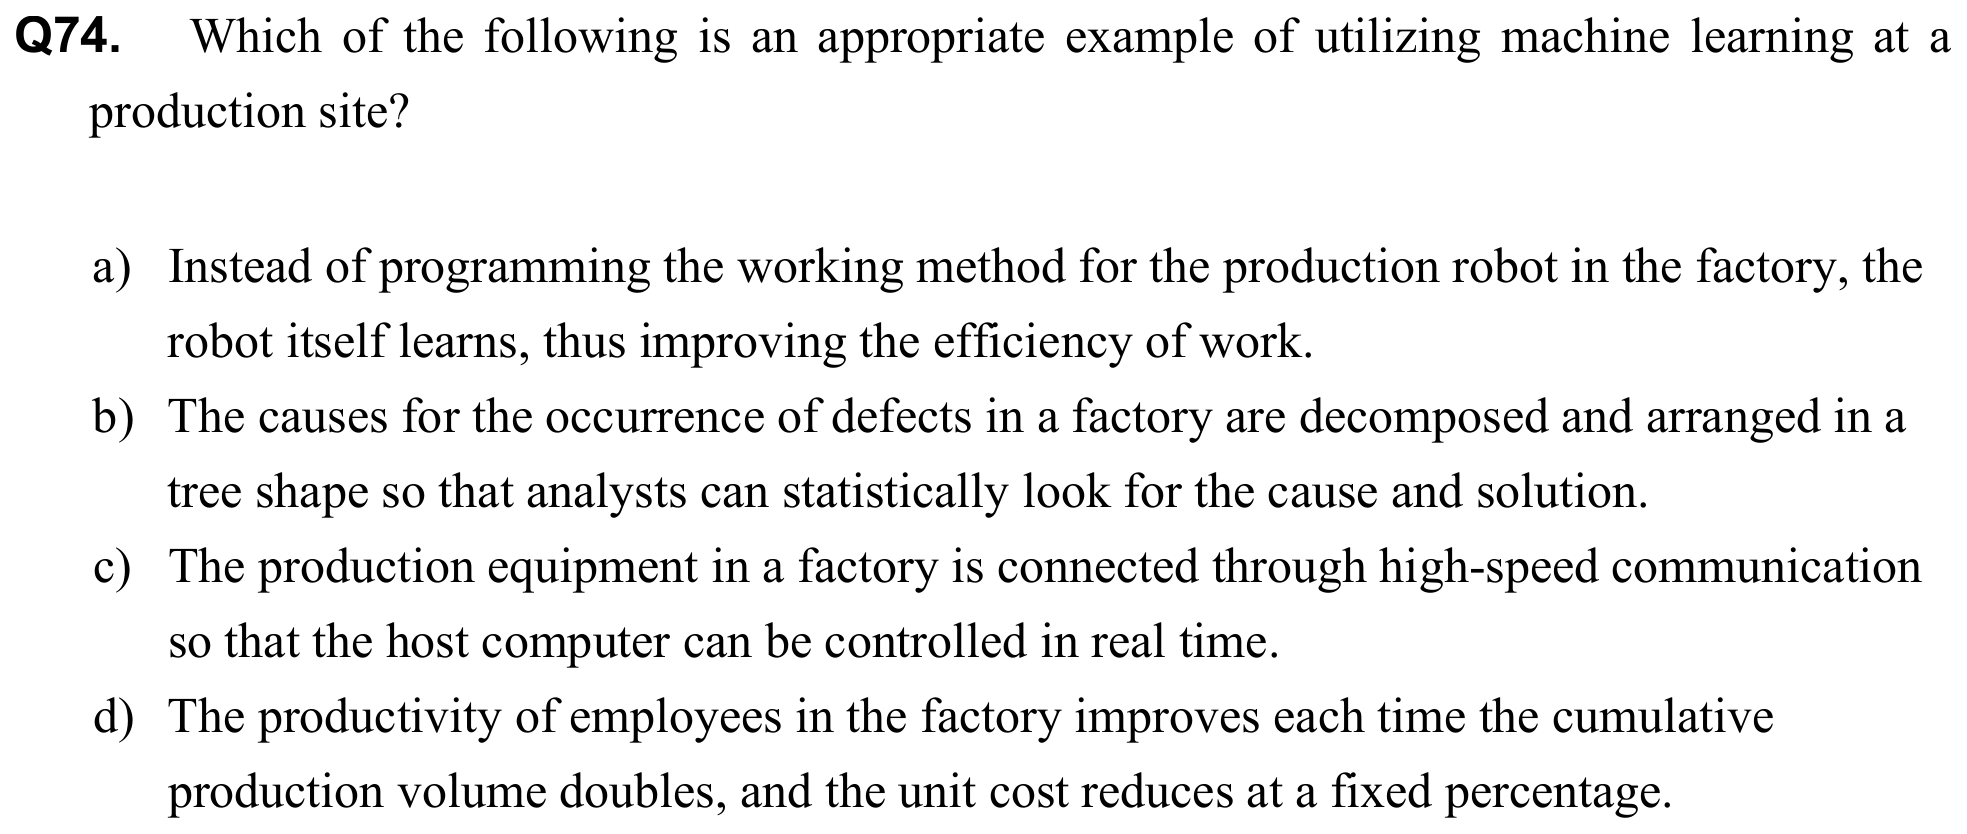 Q74. Which of the following is an appropriate example of utilizing machine learning at a
production site?
a) Instead of programming the working method for the production robot in the factory, the
robot itself learns, thus improving the efficiency of work.
b) The causes for the occurrence of defects in a factory are decomposed and arranged in a
tree shape so that analysts can statistically look for the cause and solution.
c) The production equipment in a factory is connected through high-speed communication
so that the host computer can be controlled in real time.
d) The productivity of employees in the factory improves each time the cumulative
production volume doubles, and the unit cost reduces at a fixed percentage.